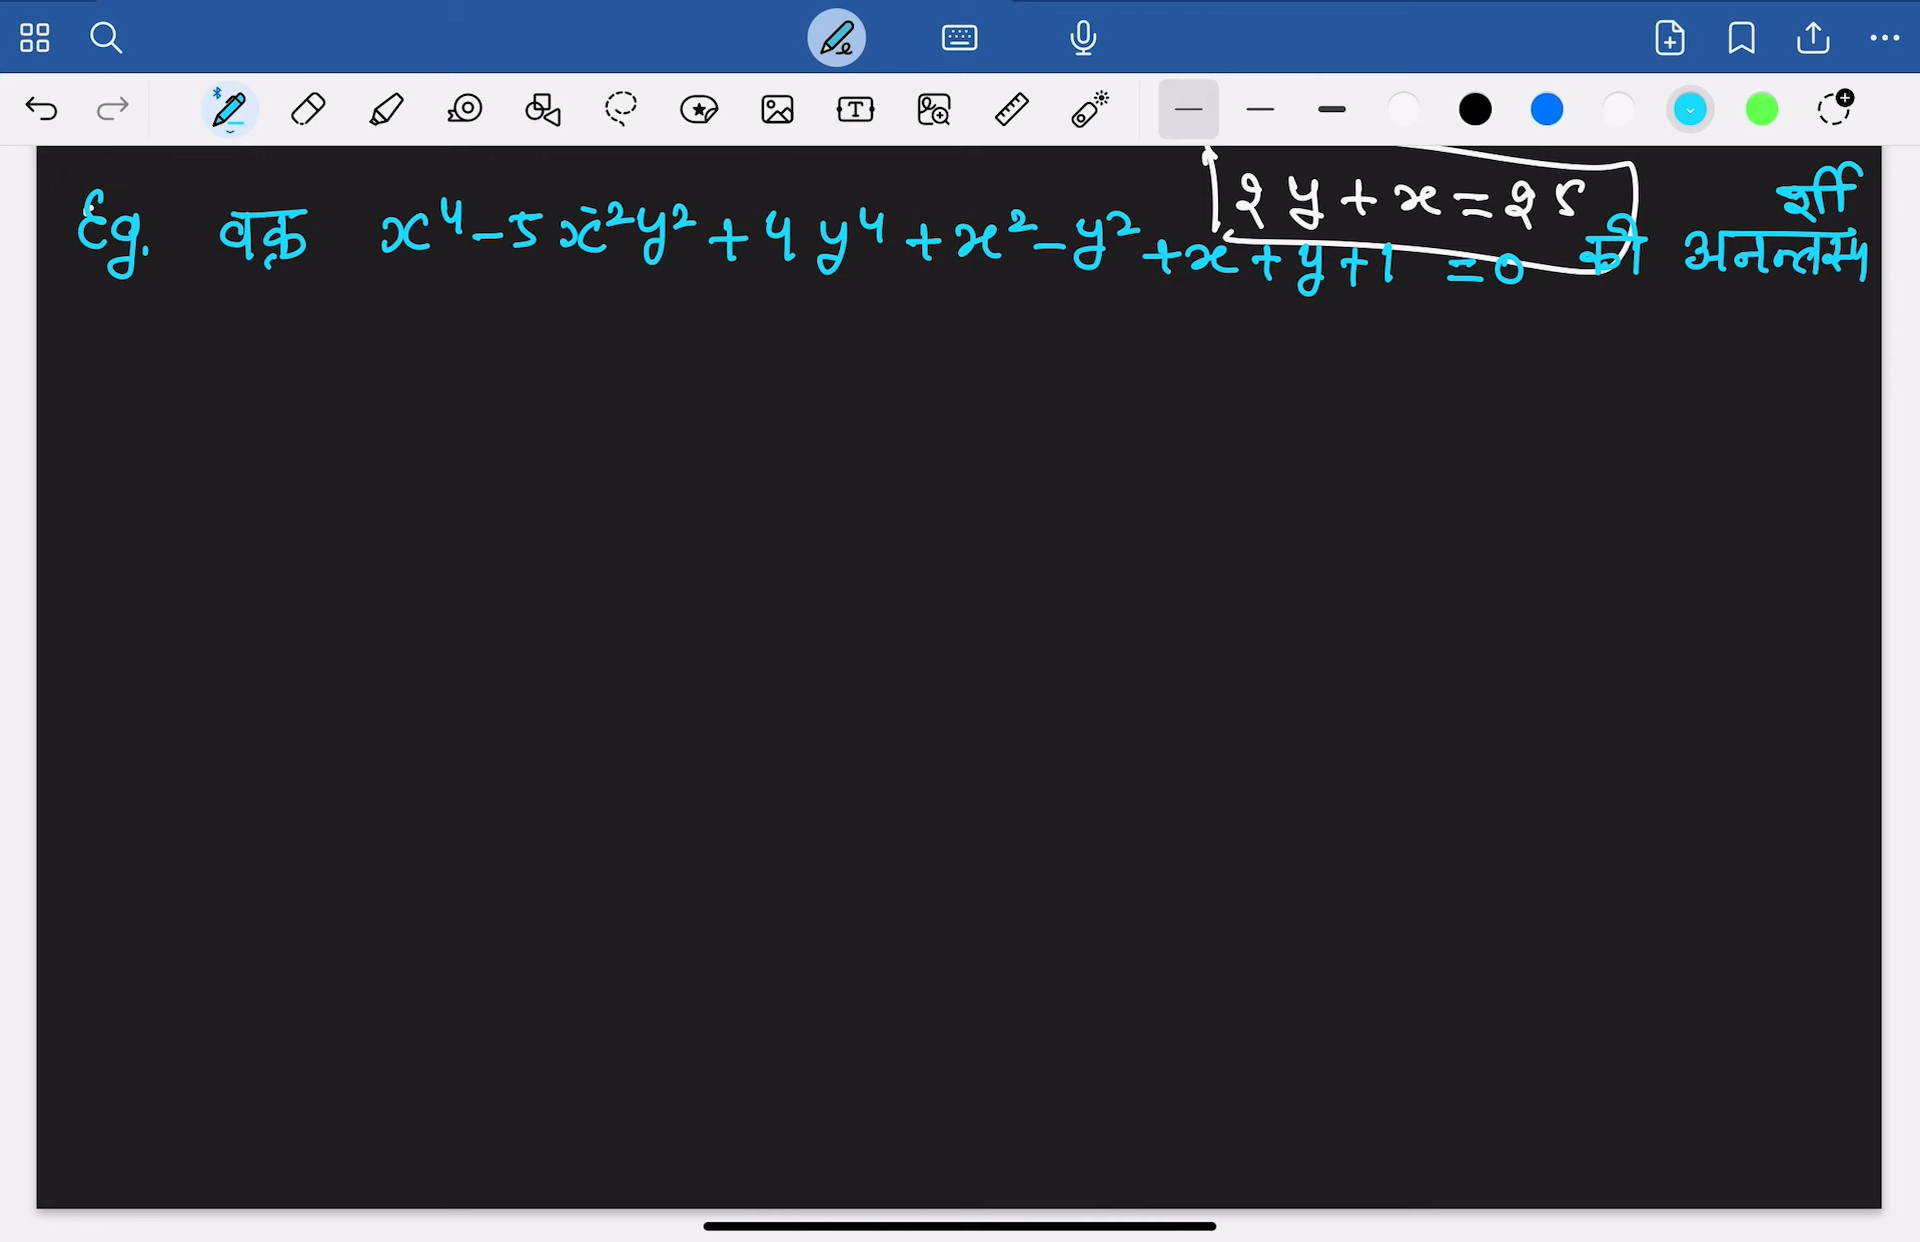 2y+x=25
Eg. वक्र x⁴-5x²y²+4y⁴+x²-y²+x+y+1 =0 की अनन्तस्पर्शी